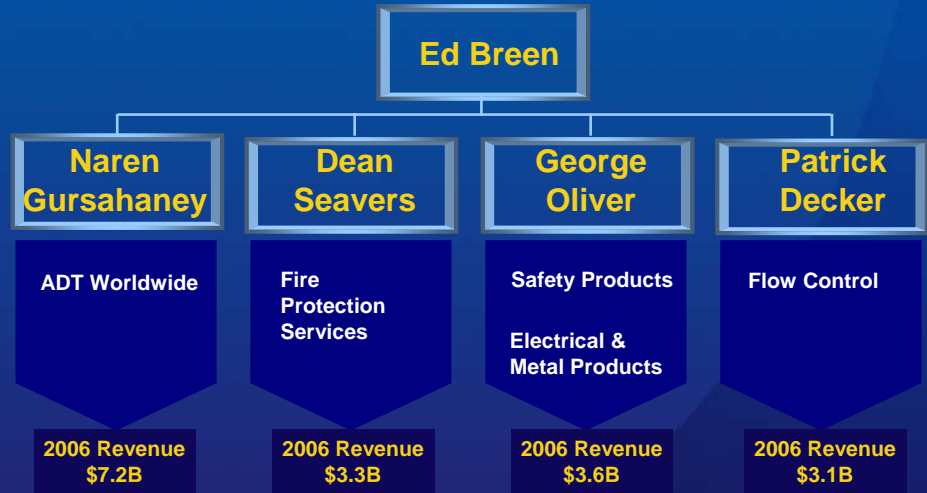 Ed Breen
Naren
Gursahaney
Dean
Seavers
George
Oliver
Patrick
Decker
ADT Worldwide
Fire
Protection
Services
Safety Products
Electrical &
Metal Products
Flow Control
2006 Revenue
$7.2B
2006 Revenue
$3.3B
2006 Revenue
$3.6B
2006 Revenue
$3.1B